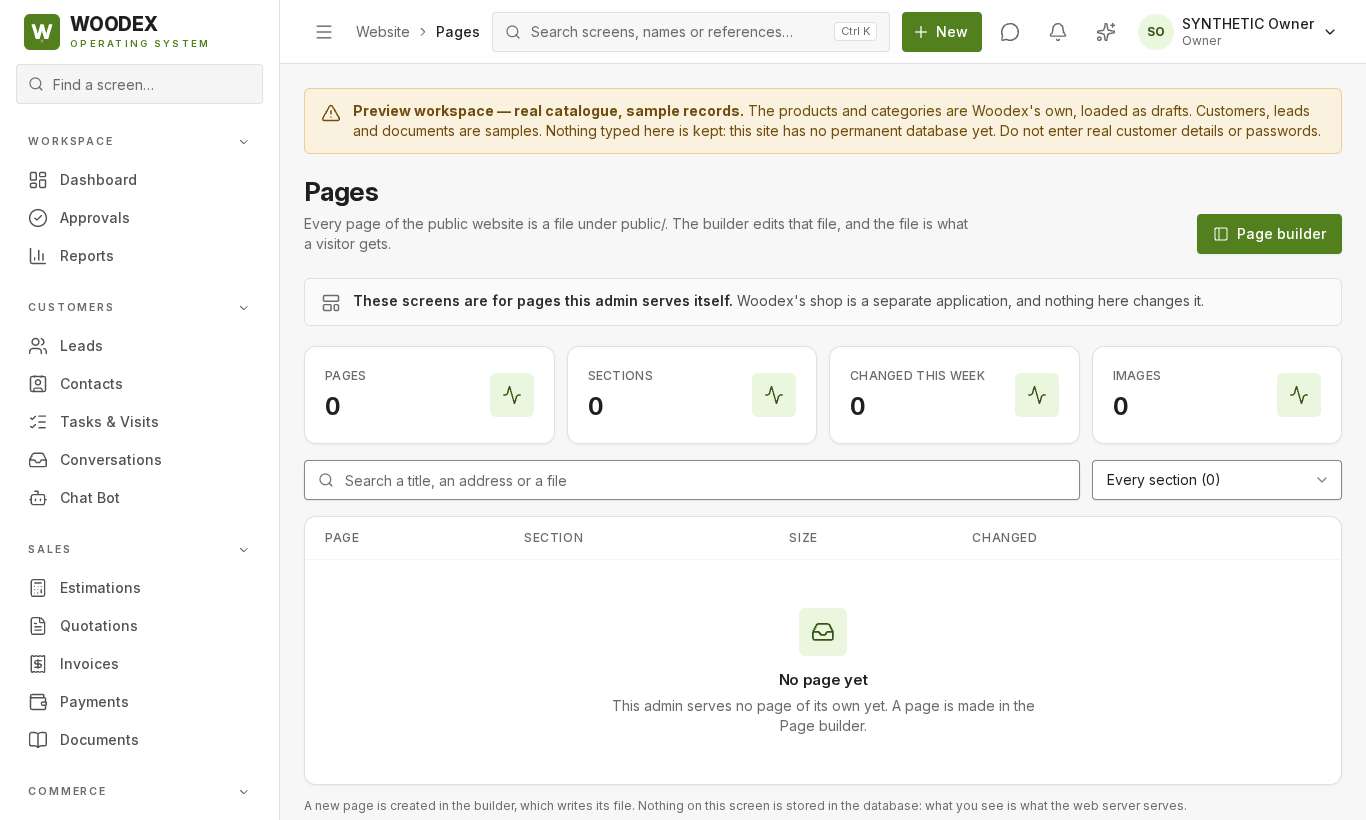 W
WOODEX
OPERATING SYSTEM
Find a screen…
WORKSPACE
Dashboard
Approvals
Reports
CUSTOMERS
Leads
Contacts
Tasks & Visits
Conversations
Chat Bot
SALES
Estimations
Quotations
Invoices
Payments
Documents
COMMERCE
Website > Pages
Search screens, names or references…
Ctrl K
New
SO
SYNTHETIC Owner
Owner
Preview workspace — real catalogue, sample records. The products and categories are Woodex's own, loaded as drafts. Customers, leads
and documents are samples. Nothing typed here is kept: this site has no permanent database yet. Do not enter real customer details or passwords.
Pages
Every page of the public website is a file under public/. The builder edits that file, and the file is what
a visitor gets.
Page builder
These screens are for pages this admin serves itself. Woodex's shop is a separate application, and nothing here changes it.
PAGES
0
SECTIONS
0
CHANGED THIS WEEK
0
IMAGES
0
Search a title, an address or a file
Every section (0)
PAGE SECTION SIZE CHANGED
No page yet
This admin serves no page of its own yet. A page is made in the
Page builder.
A new page is created in the builder, which writes its file. Nothing on this screen is stored in the database: what you see is what the web server serves.